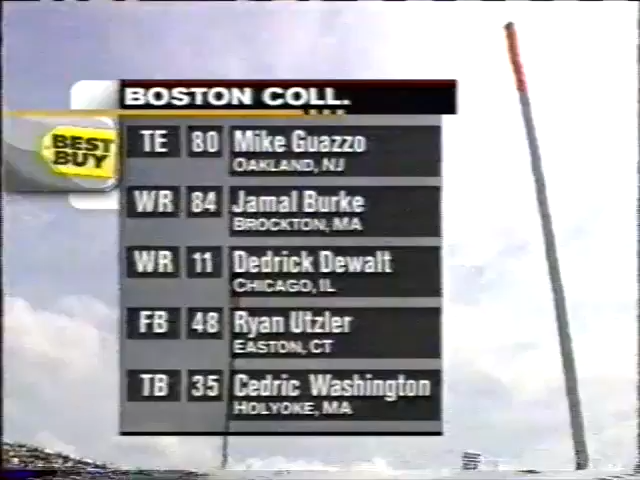 BOSTON COLL.
BEST
BUY
TE 80 Mike Guazzo
OAKLAND, NJ
WR 84 Jamal Burke
BROCKTON, MA
WR 11 Dedrick Dewalt
CHICAGO, IL
FB 48 Ryan Utzler
EASTON, CT
TB 35 Cedric Washington
HOLYOKE, MA